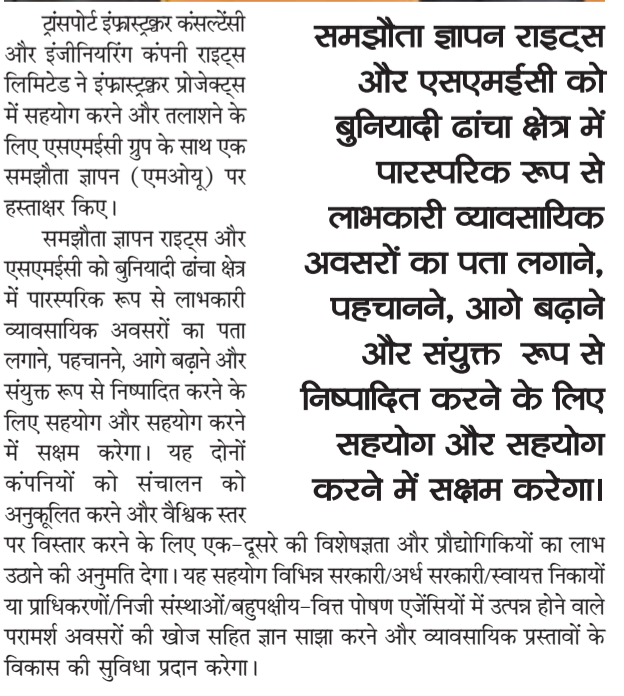 ट्रांसपोर्ट इंफ्रास्ट्रक्चर कंसल्टेंसी
और इंजीनियरिंग कंपनी राइट्स
लिमिटेड ने इंफ्रास्ट्रक्चर प्रोजेक्ट्स
में सहयोग करने और तलाशने के
लिए एसएमईसी ग्रुप के साथ एक
समझौता ज्ञापन (एमओयू) पर
हस्ताक्षर किए।
समझौता ज्ञापन राइट्स और
एसएमईसी को बुनियादी ढांचा क्षेत्र
में पारस्परिक रूप से लाभकारी
व्यावसायिक अवसरों का पता
लगाने, पहचानने, आगे बढ़ाने और
संयुक्त रूप से निष्पादित करने के
लिए सहयोग और सहयोग करने
में सक्षम करेगा। यह दोनों
कंपनियों को संचालन को
अनुकूलित करने और वैश्विक स्तर
पर विस्तार करने के लिए एक-दूसरे की विशेषज्ञता और प्रौद्योगिकियों का लाभ
उठाने की अनुमति देगा। यह सहयोग विभिन्न सरकारी/अर्ध सरकारी/स्वायत्त निकायों
या प्राधिकरणों/निजी संस्थाओं/बहुपक्षीय-वित्त पोषण एजेंसियों में उत्पन्न होने वाले
परामर्श अवसरों की खोज सहित ज्ञान साझा करने और व्यावसायिक प्रस्तावों के
विकास की सुविधा प्रदान करेगा।
समझौता ज्ञापन राइट्स
और एसएमईसी को
बुनियादी ढांचा क्षेत्र में
पारस्परिक रूप से
लाभकारी व्यावसायिक
अवसरों का पता लगाने,
पहचानने, आगे बढ़ाने
और संयुक्त रूप से
निष्पादित करने के लिए
सहयोग और सहयोग
करने में सक्षम करेगा।